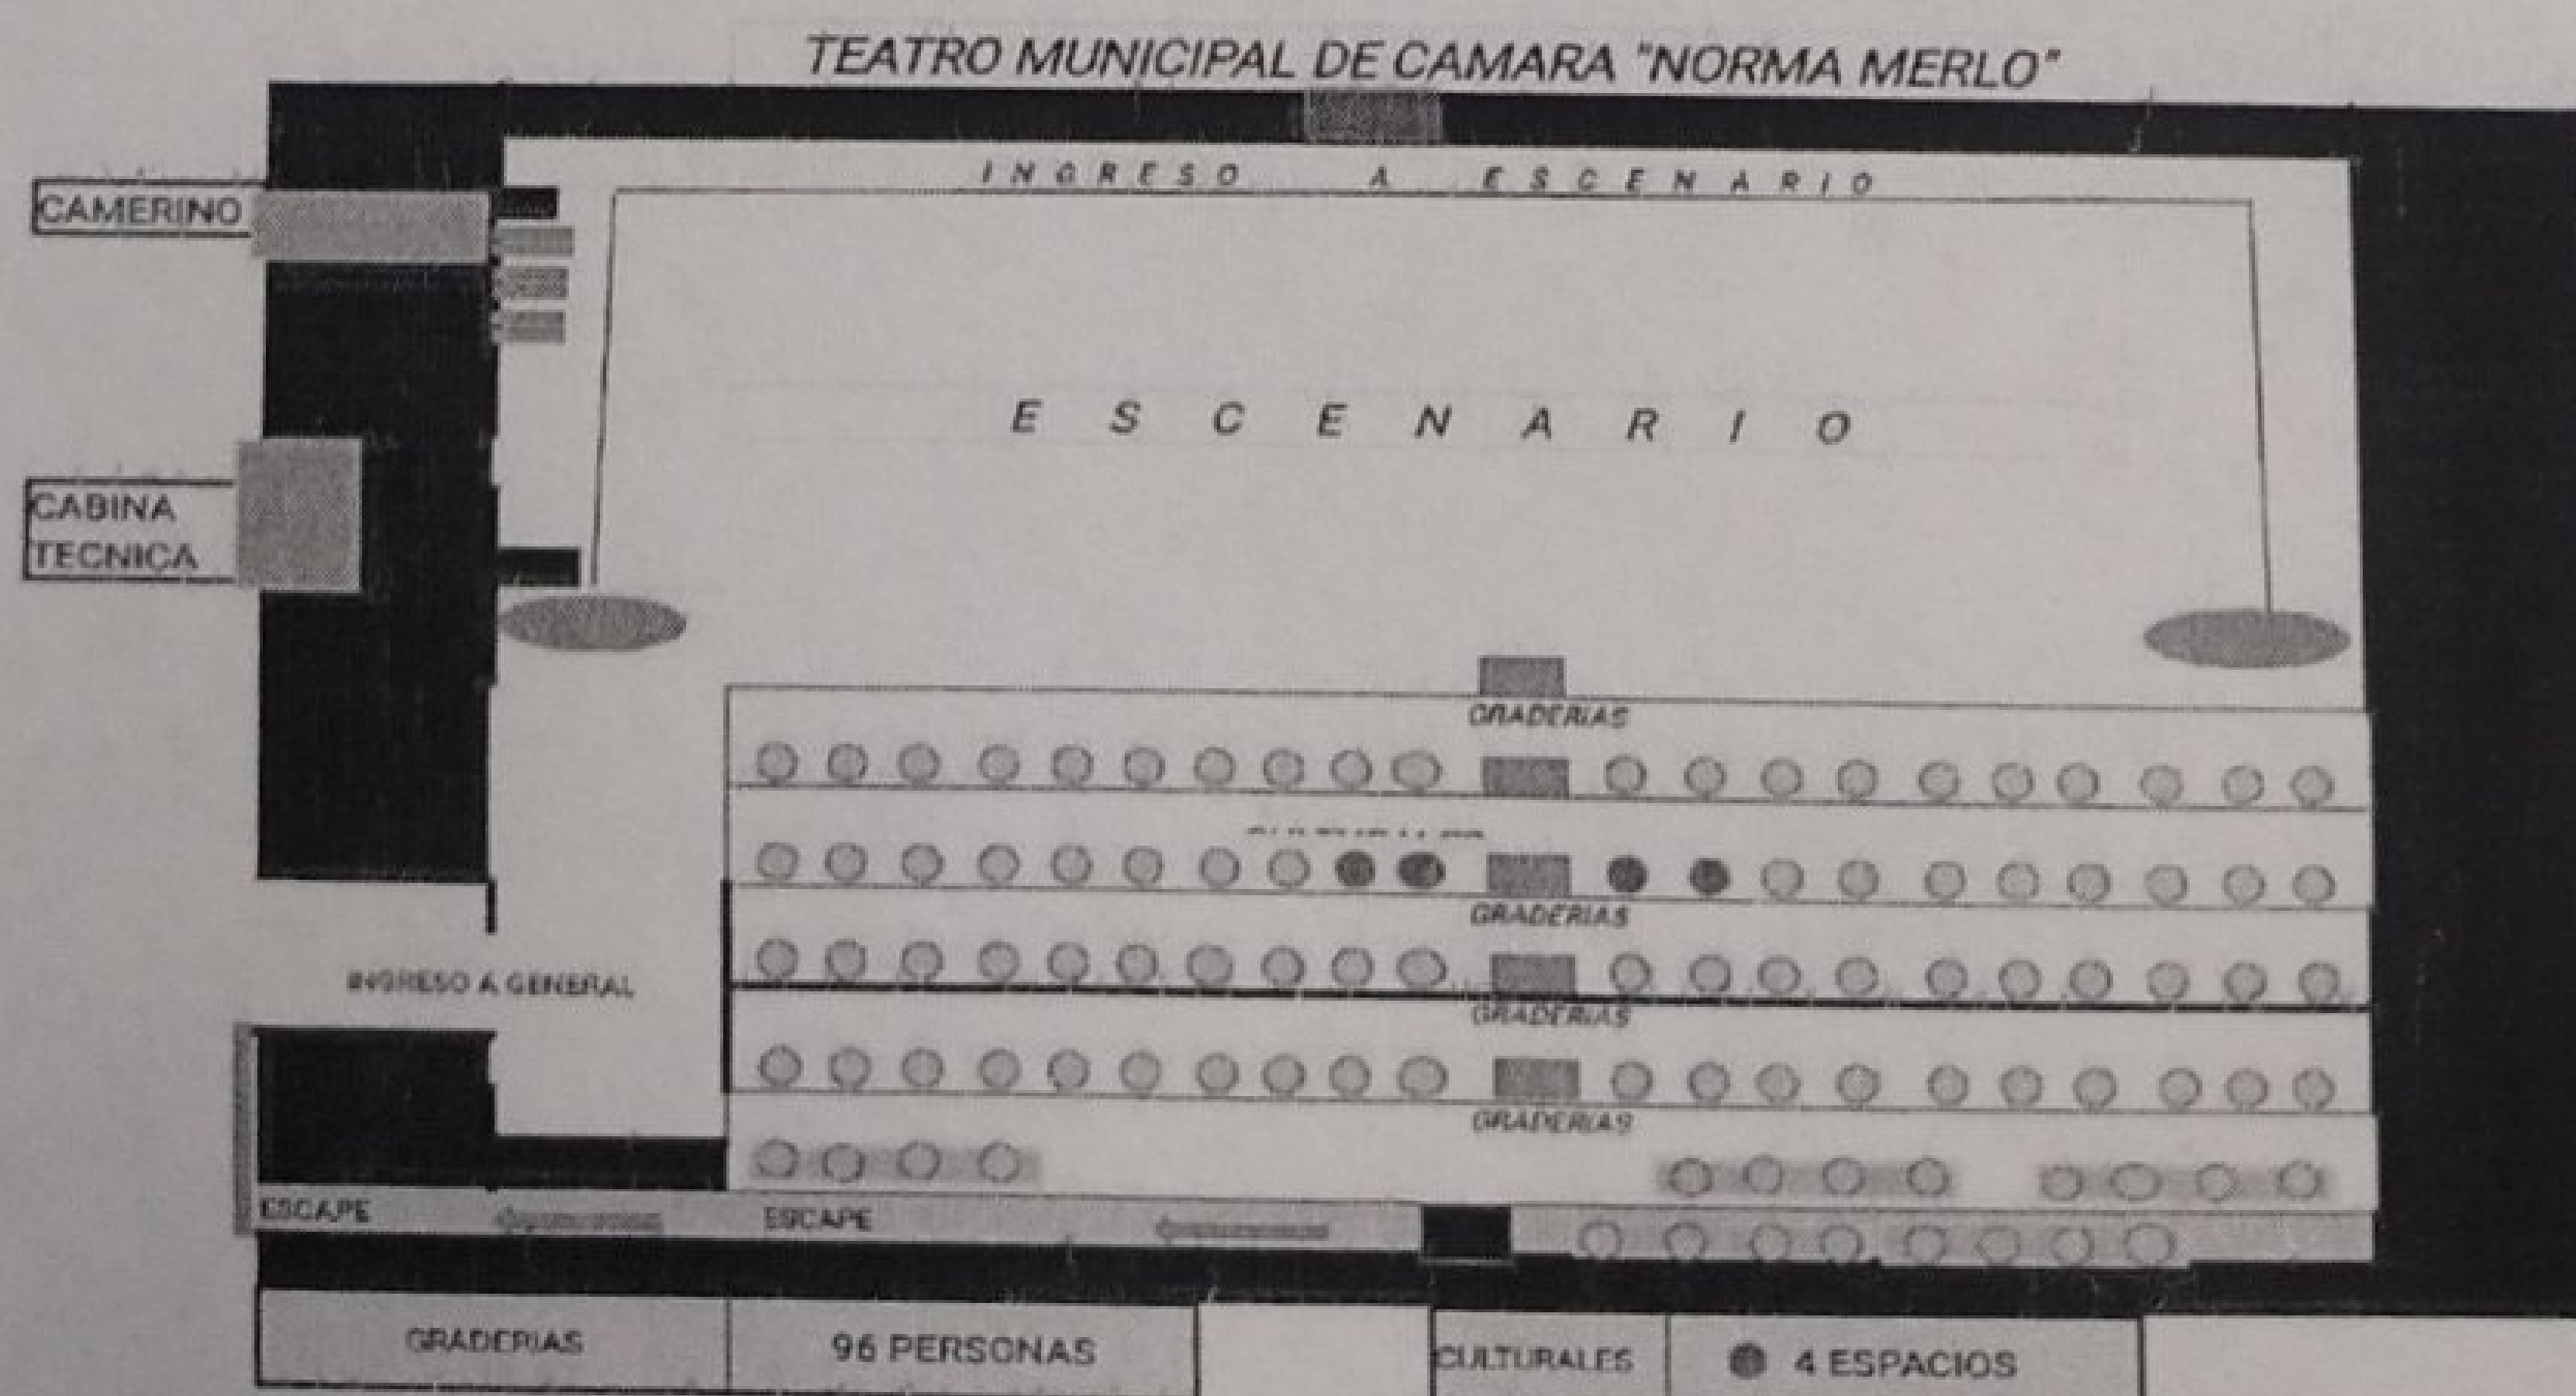 TEATRO MUNICIPAL DE CAMARA "NORMA MERLO"
INGRESO A ESCENARIO
CAMERINO
ESCENARIO
CABINA
TECNICA
GRADERIAS
GRADERIAS
INGRESO A GENERAL
GRADERIAS
GRADERIAS
ESCAPE
ESCAPE
GRADERIAS
96 PERSONAS
CULTURALES
4 ESPACIOS